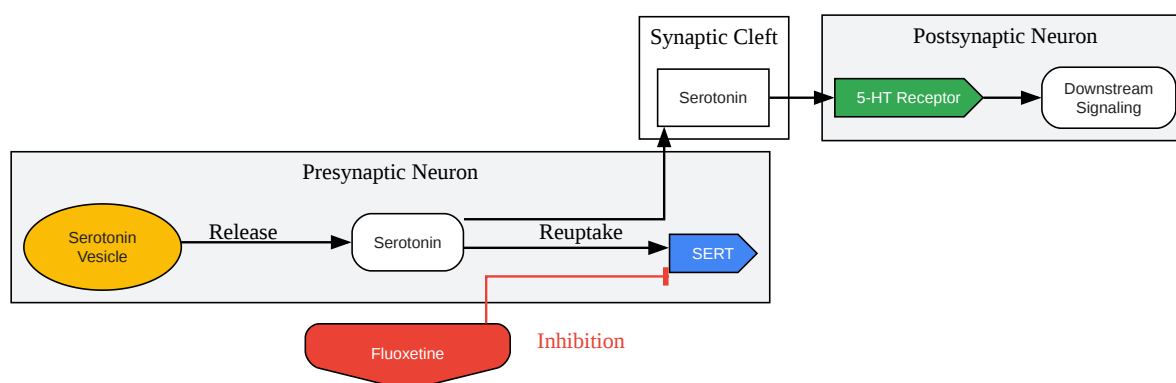 Synaptic Cleft
Serotonin
Postsynaptic Neuron
5-HT Receptor
Downstream
Signaling
Presynaptic Neuron
Serotonin
Vesicle
Release
Serotonin
Reuptake
SERT
Fluoxetine
Inhibition